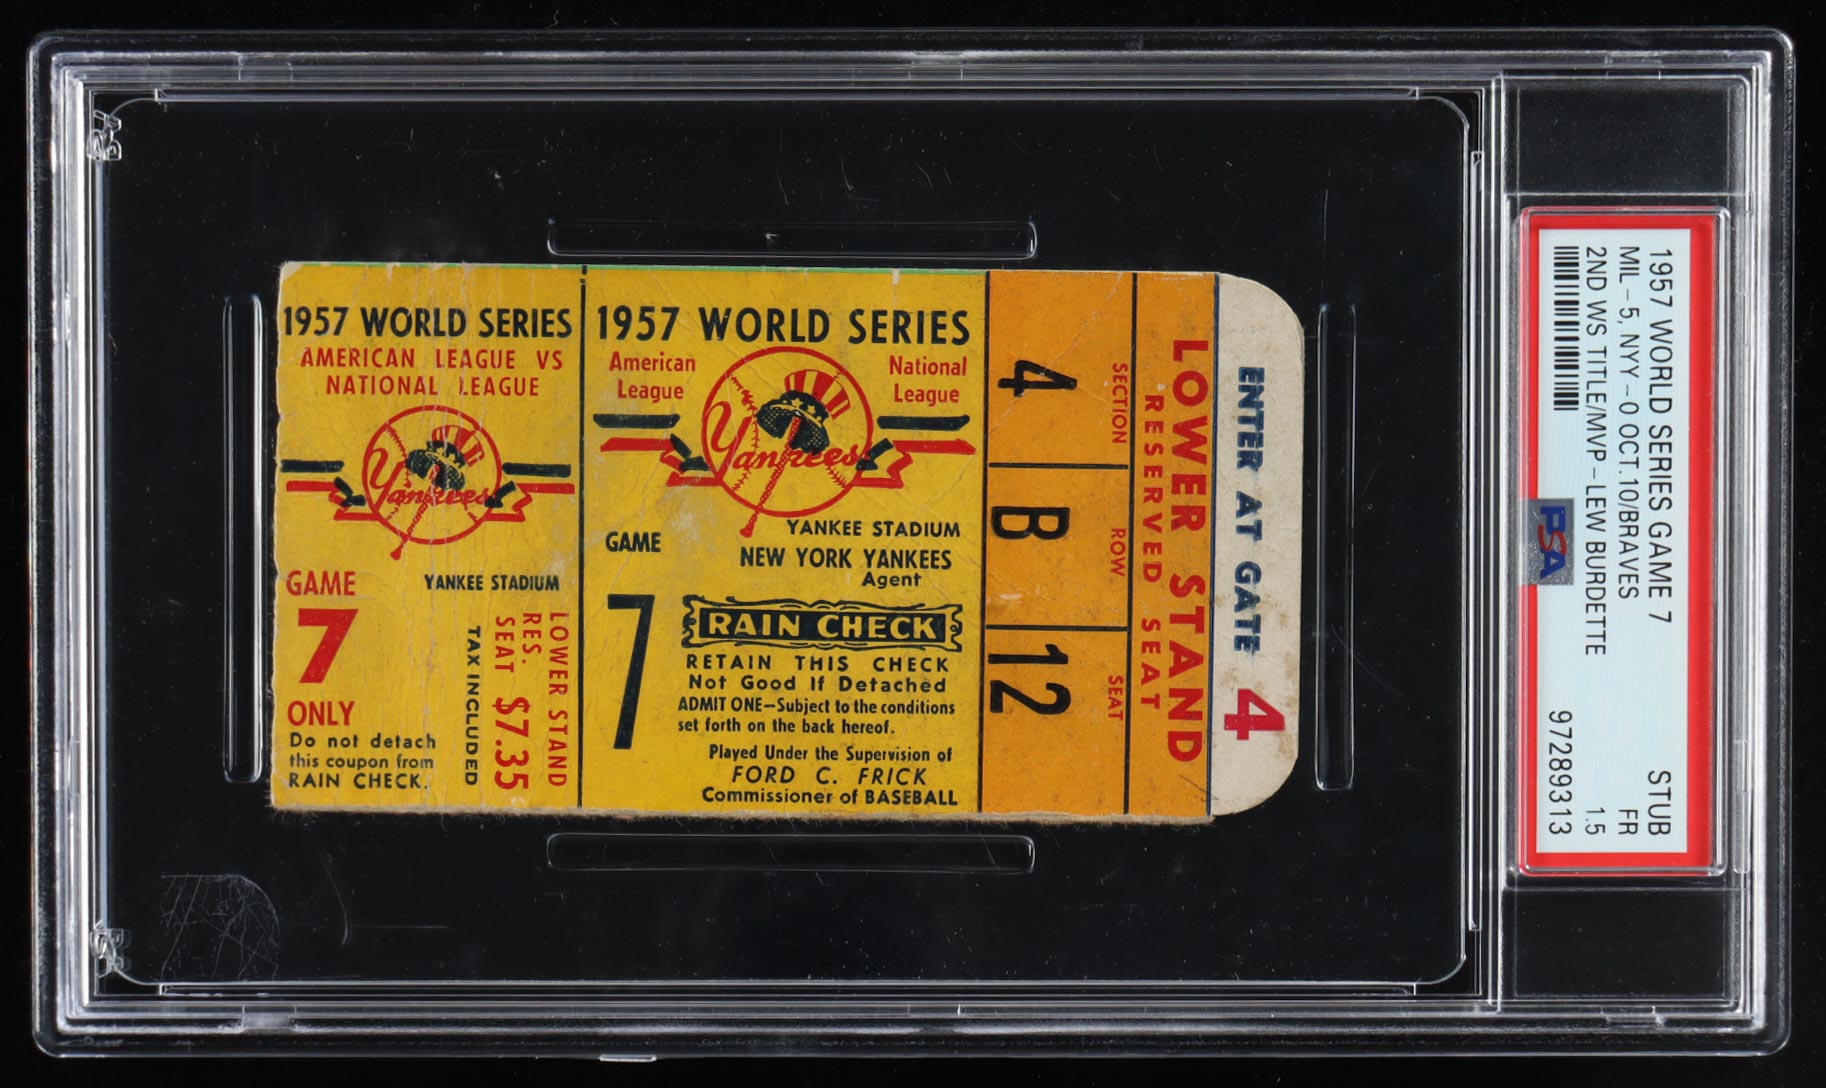 1957 WORLD SERIES
AMERICAN LEAGUE VS
NATIONAL LEAGUE
Yankees
GAME
7
ONLY
YANKEE STADIUM
Do not detach
this coupon from
RAIN CHECK.
LOWER STAND
RES.
SEAT $7.35
TAX INCLUDED
1957 WORLD SERIES
American
League
National
League
Yankees
GAME
7
YANKEE STADIUM
NEW YORK YANKEES
Agent
RAIN CHECK
RETAIN THIS CHECK
Not Good If Detached
ADMIT ONE—Subject to the conditions
set forth on the back hereof.
Played Under the Supervision of
FORD C. FRICK
Commissioner of BASEBALL
SECTION
4
ROW
B
SEAT
12
LOWER STAND
RESERVED SEAT
ENTER AT GATE 4
1957 WORLD SERIES GAME 7 STUB
MIL - 5, NYY - 0 OCT.10/BRAVES FR
2ND WS TITLE/MVP - LEW BURDETTE 1.5
97289313
PSA